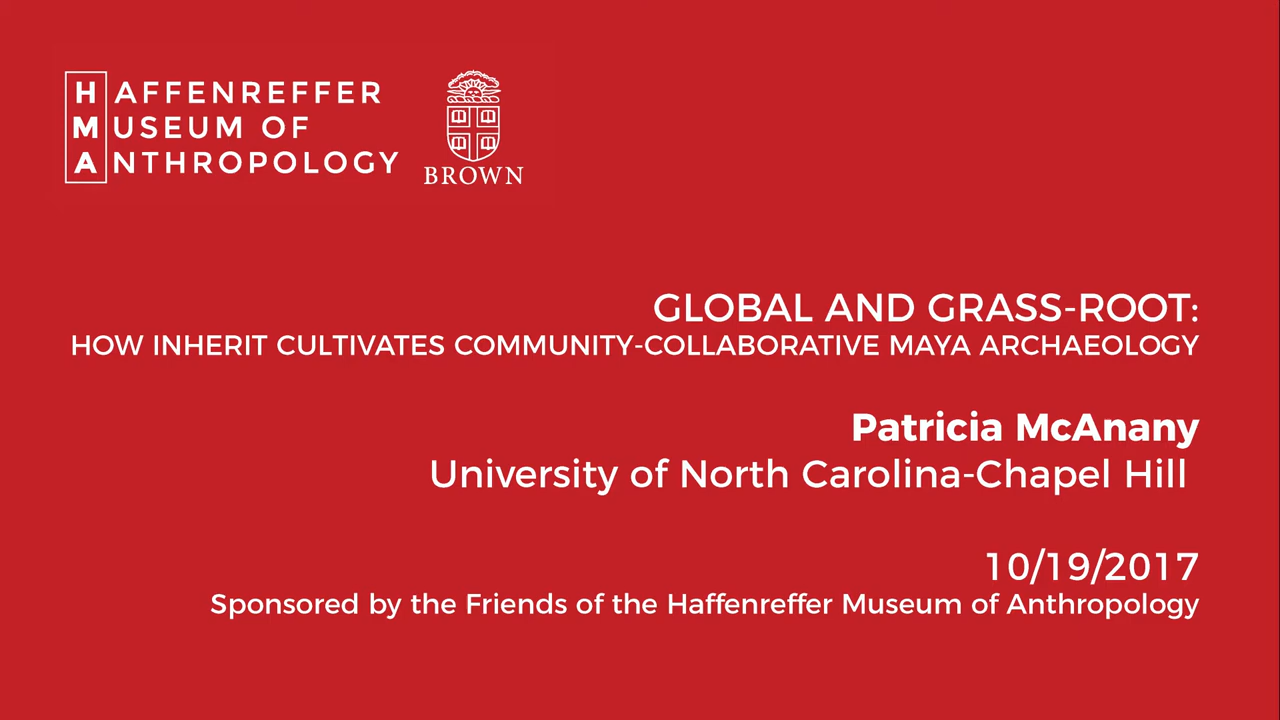 HAFFENREFFER
MUSEUM OF
ANTHROPOLOGY
BROWN
GLOBAL AND GRASS-ROOT:
HOW INHERIT CULTIVATES COMMUNITY-COLLABORATIVE MAYA ARCHAEOLOGY
Patricia McAnany
University of North Carolina-Chapel Hill
10/19/2017
Sponsored by the Friends of the Haffenreffer Museum of Anthropology